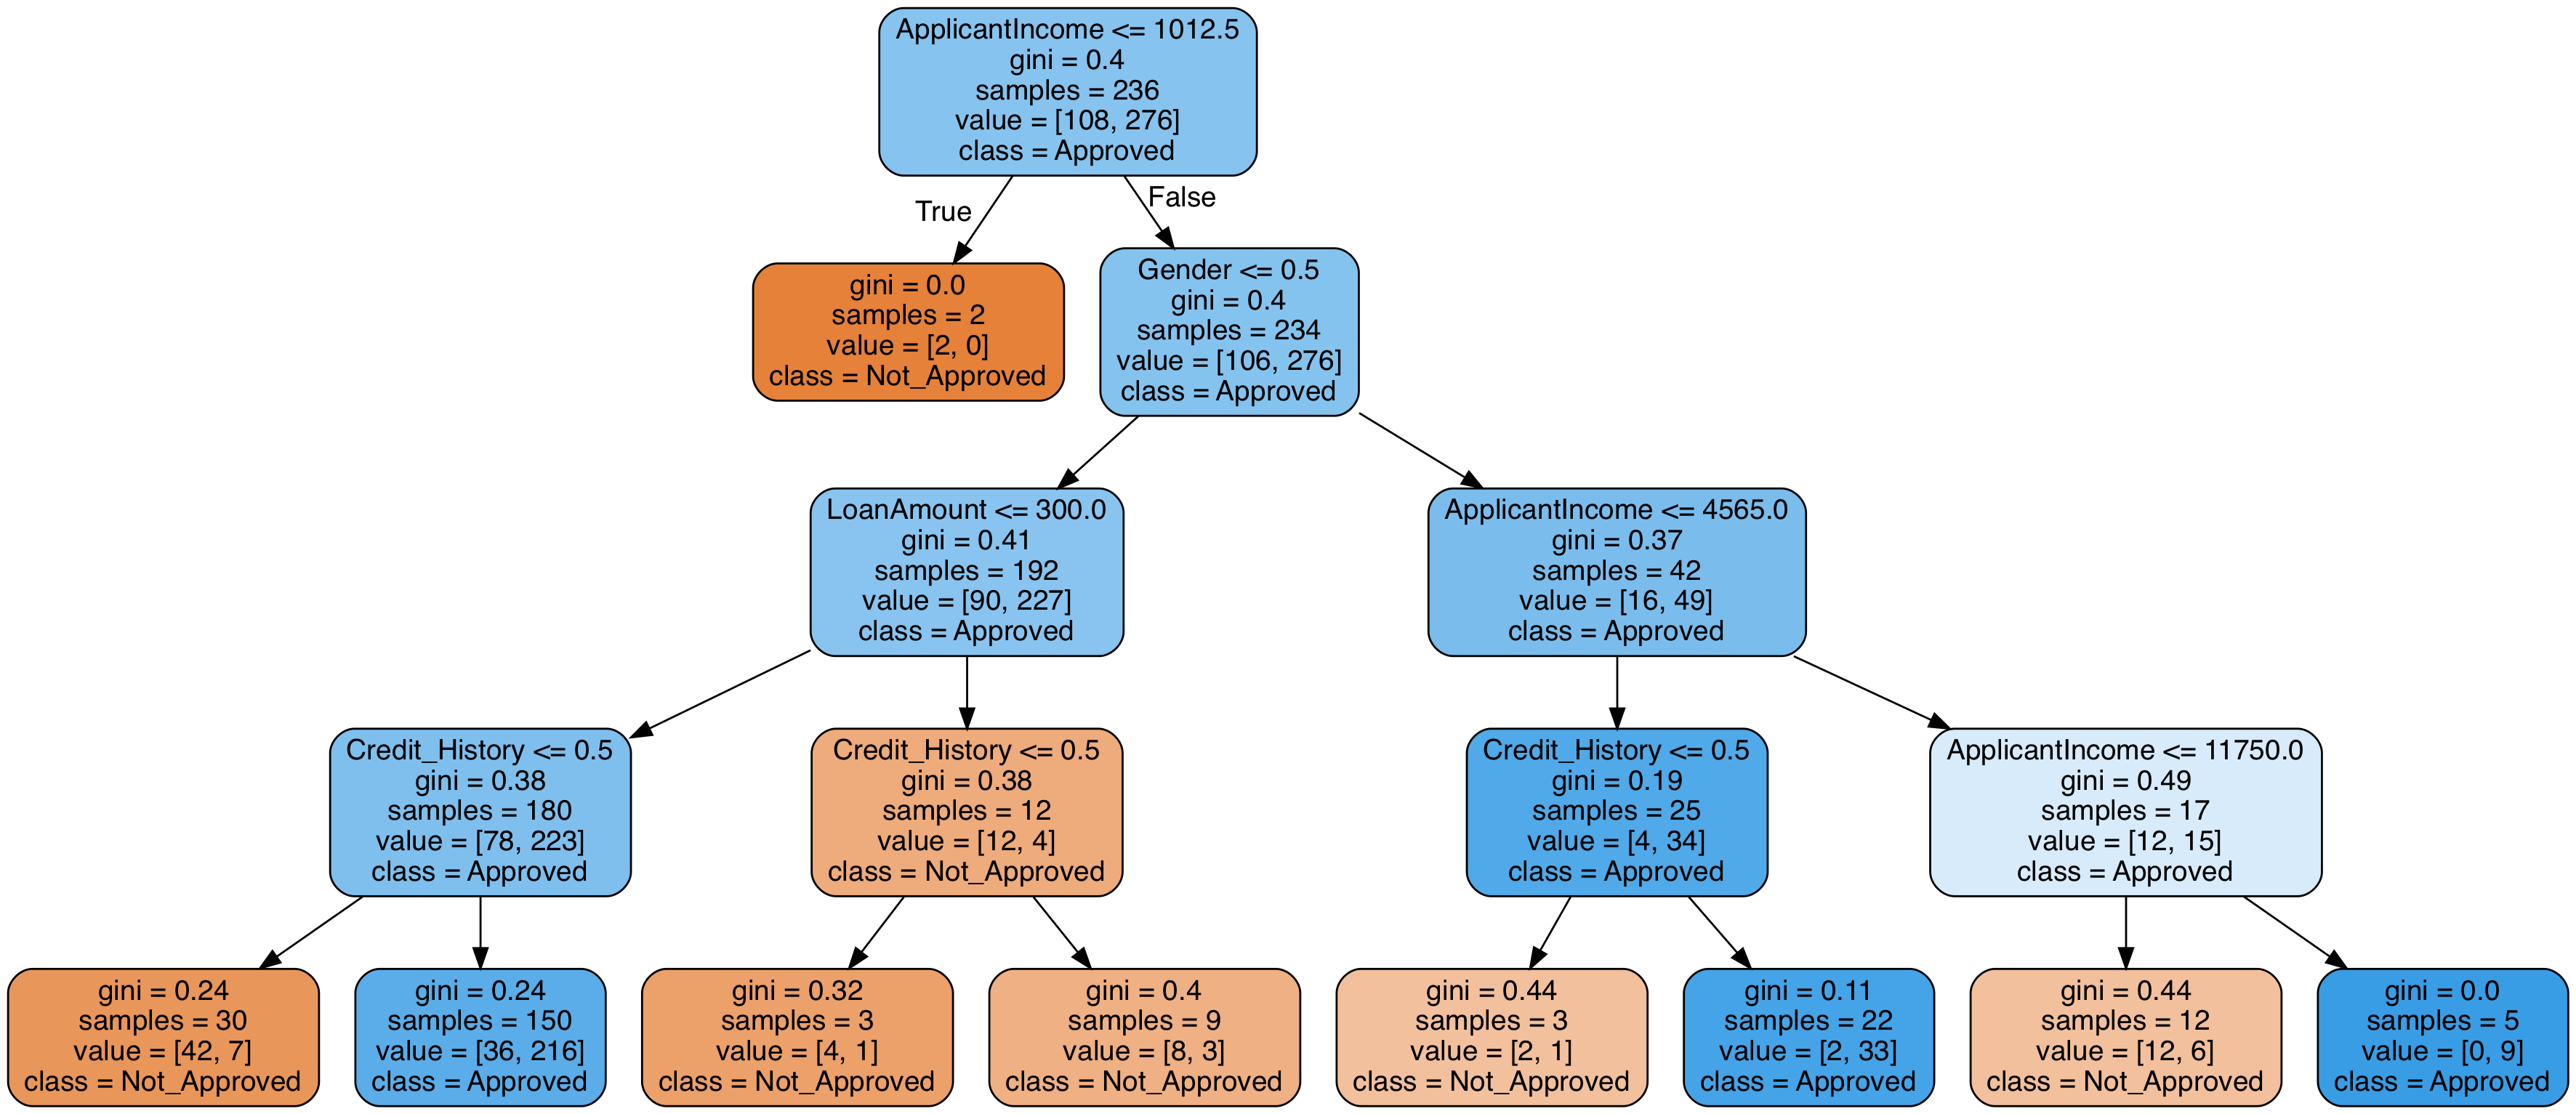 ApplicantIncome <= 1012.5
gini = 0.4
samples = 236
value = [108, 276]
class = Approved
True
False
gini = 0.0
samples = 2
value = [2, 0]
class = Not_Approved
Gender <= 0.5
gini = 0.4
samples = 234
value = [106, 276]
class = Approved
LoanAmount <= 300.0
gini = 0.41
samples = 192
value = [90, 227]
class = Approved
ApplicantIncome <= 4565.0
gini = 0.37
samples = 42
value = [16, 49]
class = Approved
Credit_History <= 0.5
gini = 0.38
samples = 180
value = [78, 223]
class = Approved
Credit_History <= 0.5
gini = 0.38
samples = 12
value = [12, 4]
class = Not_Approved
Credit_History <= 0.5
gini = 0.19
samples = 25
value = [4, 34]
class = Approved
ApplicantIncome <= 11750.0
gini = 0.49
samples = 17
value = [12, 15]
class = Approved
gini = 0.24
samples = 30
value = [42, 7]
class = Not_Approved
gini = 0.24
samples = 150
value = [36, 216]
class = Approved
gini = 0.32
samples = 3
value = [4, 1]
class = Not_Approved
gini = 0.4
samples = 9
value = [8, 3]
class = Not_Approved
gini = 0.44
samples = 3
value = [2, 1]
class = Not_Approved
gini = 0.11
samples = 22
value = [2, 33]
class = Approved
gini = 0.44
samples = 12
value = [12, 6]
class = Not_Approved
gini = 0.0
samples = 5
value = [0, 9]
class = Approved